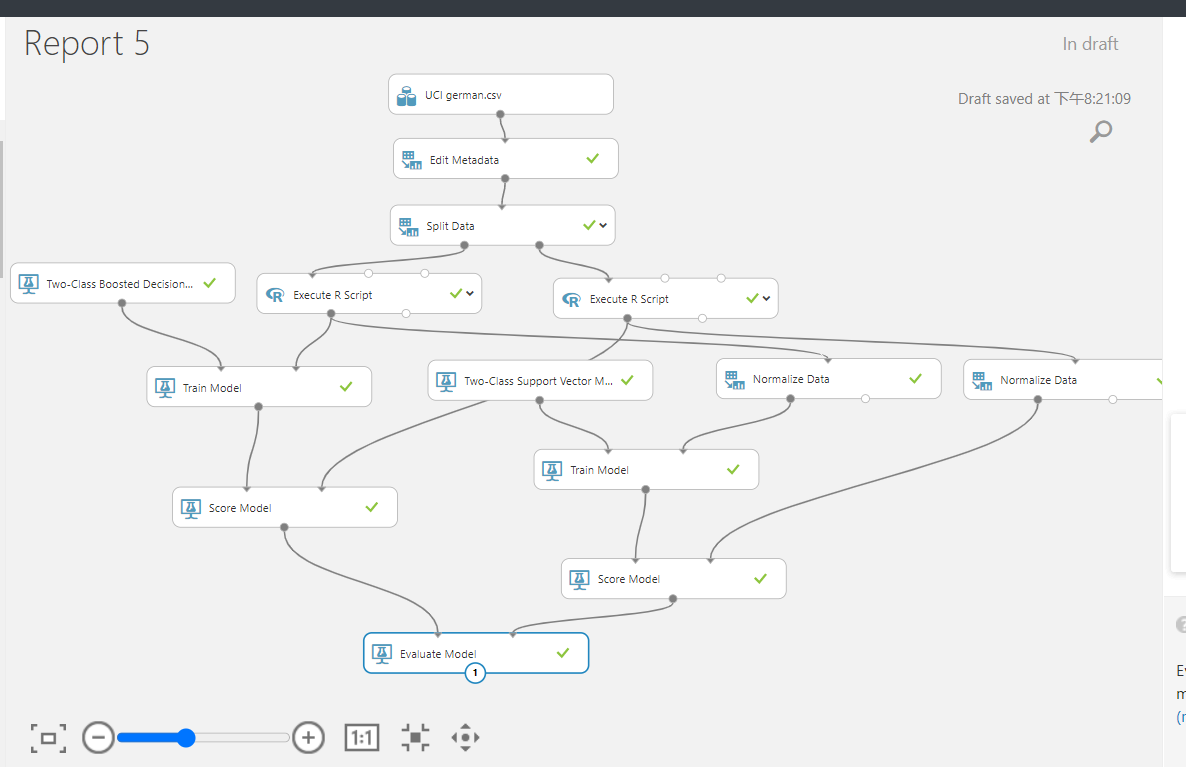 Report 5
In draft
UCI german.csv
Draft saved at 下午8:21:09
Edit Metadata
Split Data
Two-Class Boosted Decision...
Execute R Script
Execute R Script
Train Model
Two-Class Support Vector M...
Normalize Data
Normalize Data
Train Model
Score Model
Score Model
Evaluate Model
1
1:1